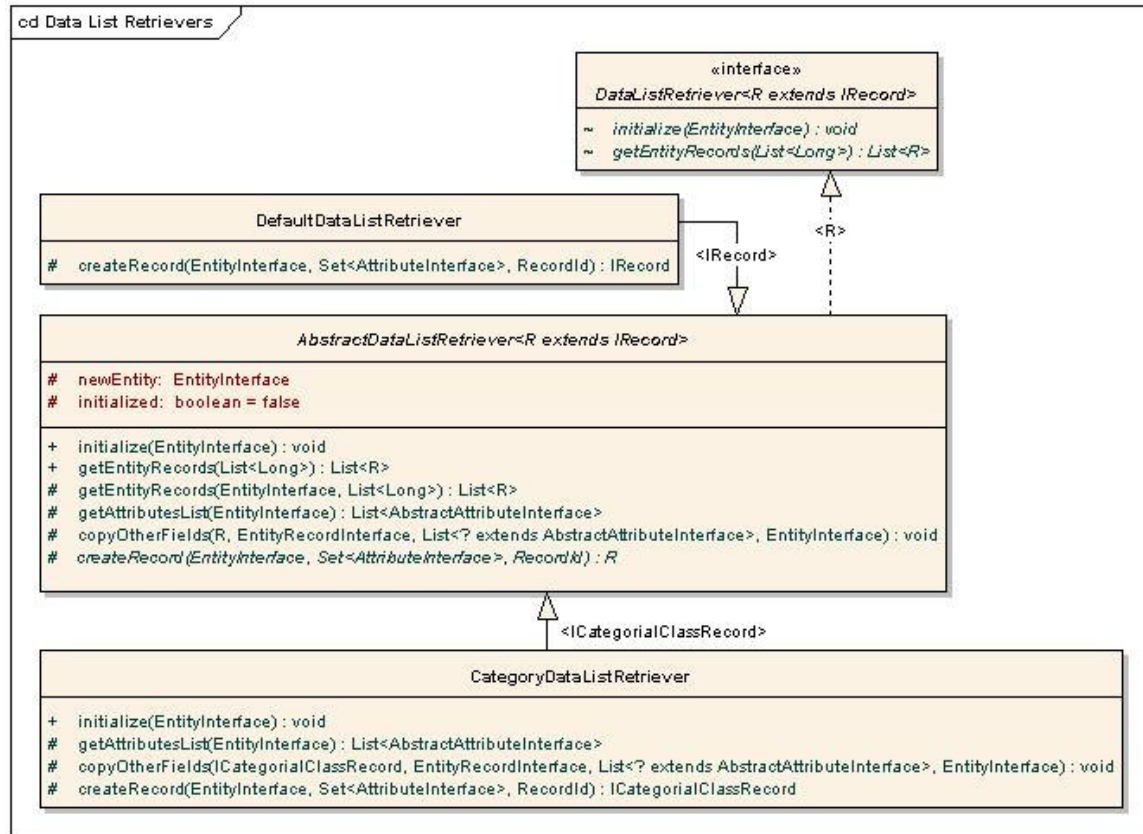 cd Data List Retrievers
«interface»
DataListRetriever<R extends IRecord>
~ initialize(EntityInterface) : void
~ getEntityRecords(List<Long>) : List<R>
DefaultDataListRetriever
# createRecord(EntityInterface, Set<AttributeInterface>, RecordId) : IRecord
<IRecord>
<R>
AbstractDataListRetriever<R extends IRecord>
# newEntity: EntityInterface
# initialized: boolean = false
+ initialize(EntityInterface) : void
+ getEntityRecords(List<Long>) : List<R>
# getEntityRecords(EntityInterface, List<Long>) : List<R>
# getAttributesList(EntityInterface) : List<AbstractAttributeInterface>
# copyOtherFields(R, EntityRecordInterface, List<? extends AbstractAttributeInterface>, EntityInterface) : void
# createRecord(EntityInterface, Set<AttributeInterface>, RecordId) : R
<ICategorialClassRecord>
CategoryDataListRetriever
+ initialize(EntityInterface) : void
# getAttributesList(EntityInterface) : List<AbstractAttributeInterface>
# copyOtherFields(ICategorialClassRecord, EntityRecordInterface, List<? extends AbstractAttributeInterface>, EntityInterface) : void
# createRecord(EntityInterface, Set<AttributeInterface>, RecordId) : ICategorialClassRecord